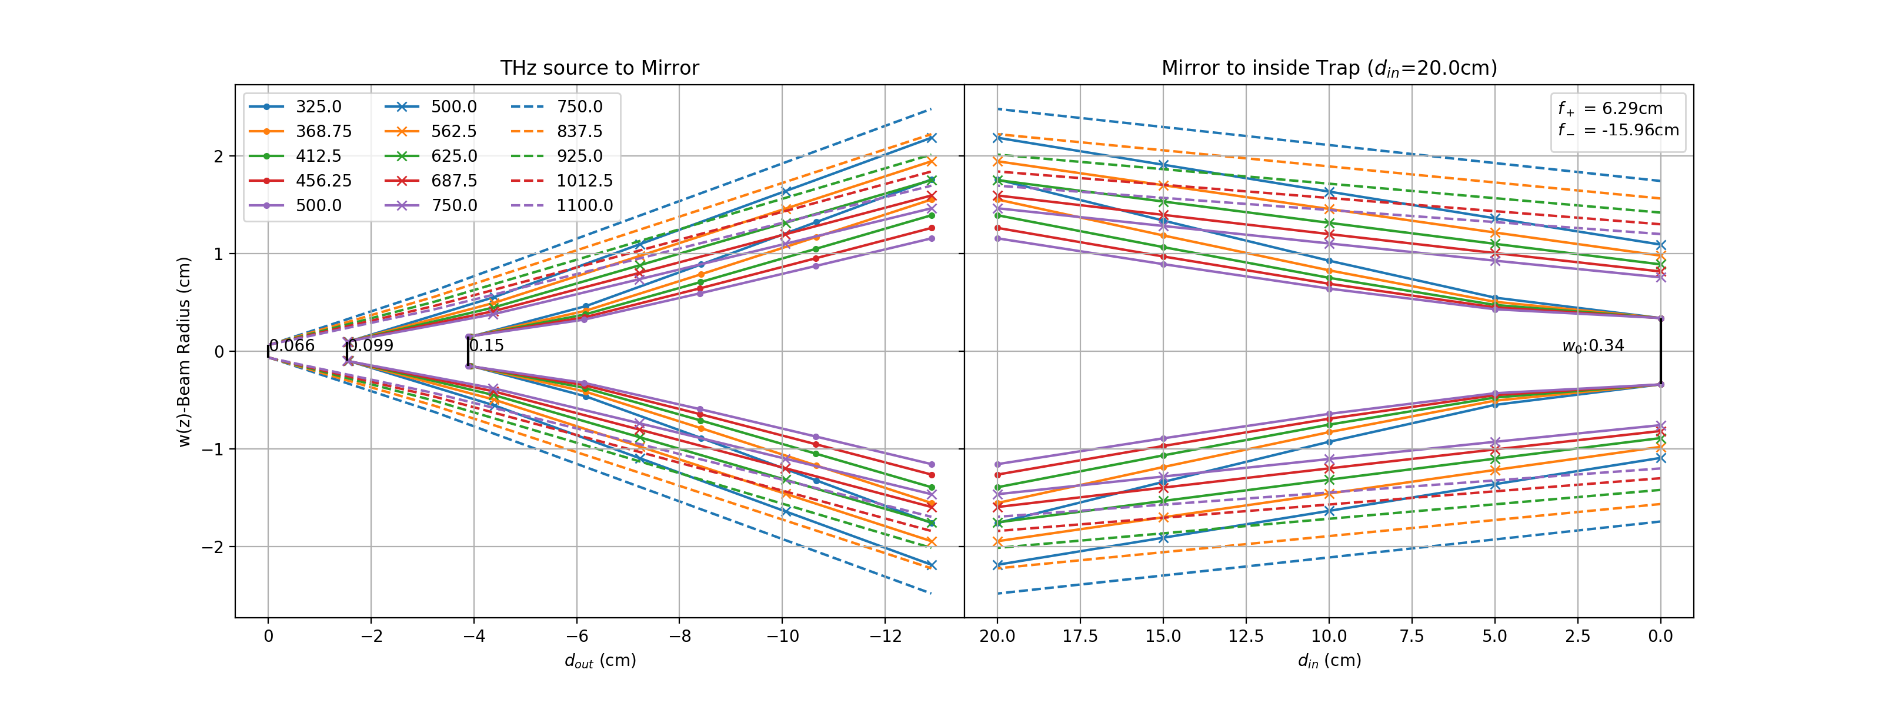 THz source to Mirror
Mirror to inside Trap (d_in=20.0cm)
325.0 500.0 750.0
368.75 562.5 837.5
412.5 625.0 925.0
456.25 687.5 1012.5
500.0 750.0 1100.0
f+ = 6.29cm
f− = -15.96cm
w(z)-Beam Radius (cm)
2
1
0
−1
−2
0.066
0.099
0.15
w0:0.34
0 −2 −4 −6 −8 −10 −12
20.0 17.5 15.0 12.5 10.0 7.5 5.0 2.5 0.0
d_out (cm)
d_in (cm)